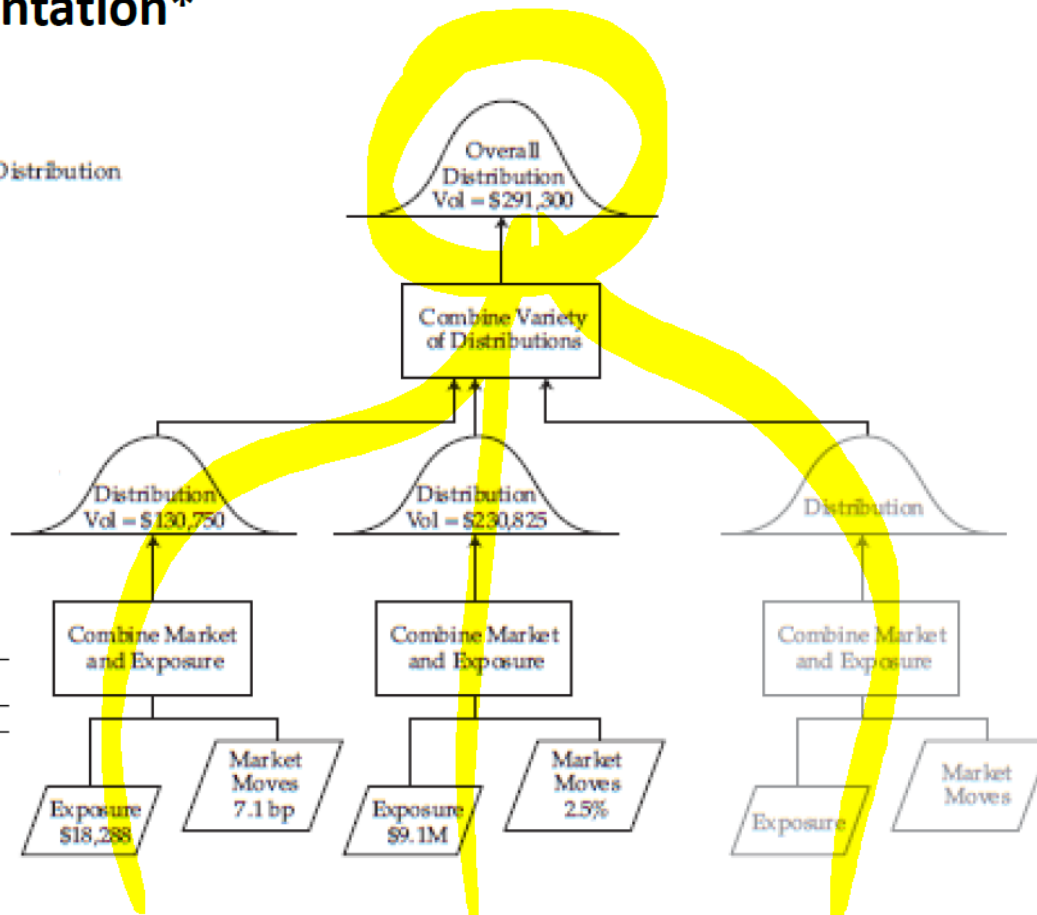 ntation*
Distribution
Overall
Distribution
Vol = $291,300
Combine Variety
of Distributions
Distribution
Vol = $130,750
Distribution
Vol = $230,825
Distribution
Combine Market
and Exposure
Combine Market
and Exposure
Combine Market
and Exposure
Exposure
$18,288
Market
Moves
7.1 bp
Exposure
$9.1M
Market
Moves
2.5%
Exposure
Market
Moves